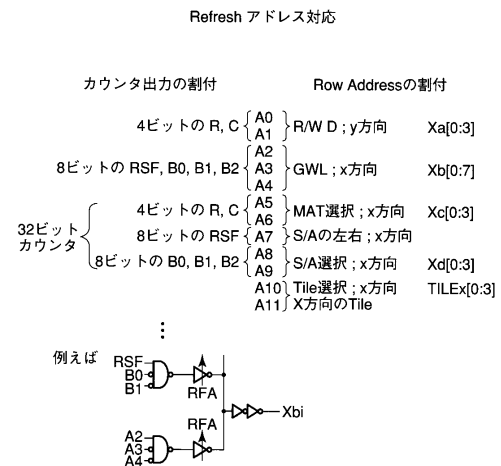 Refresh アドレス対応
カウンタ出力の割付 Row Addressの割付
4ビットの R, C A0 A1 R/W D ; y方向 Xa[0:3]
8ビットの RSF, B0, B1, B2 A2 A3 A4 GWL ; x方向 Xb[0:7]
32ビット カウンタ
4ビットの R, C A5 A6 MAT選択 ; x方向 Xc[0:3]
8ビットの RSF A7 S/Aの左右 ; x方向
8ビットの B0, B1, B2 A8 A9 S/A選択 ; x方向 Xd[0:3]
A10 Tile選択 ; x方向 TILEx[0:3]
A11 X方向のTile
例えば
RSF
B0
B1
RFA
Xbi
RFA
A2
A3
A4